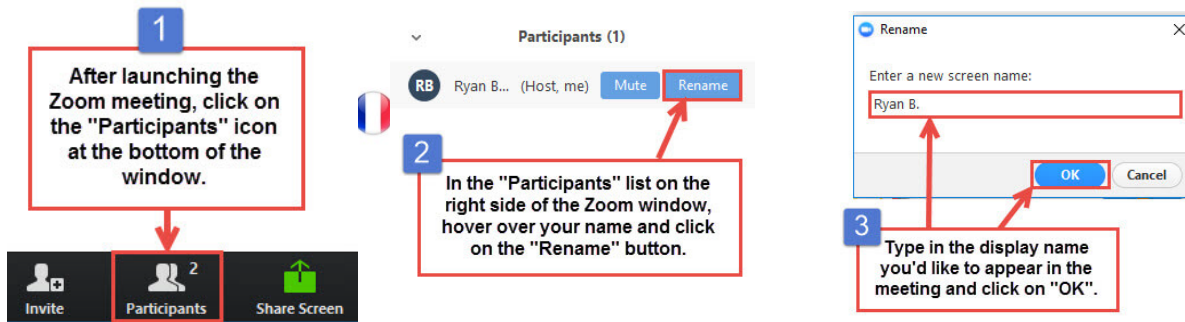 1
After launching the
Zoom meeting, click on
the "Participants" icon
at the bottom of the
window.
Invite
Participants
2
Share Screen
Participants (1)
RB
Ryan B... (Host, me)
Mute
Rename
2
In the "Participants" list on the
right side of the Zoom window,
hover over your name and click
on the "Rename" button.
Rename
Enter a new screen name:
Ryan B.
OK
Cancel
3
Type in the display name
you'd like to appear in the
meeting and click on "OK".